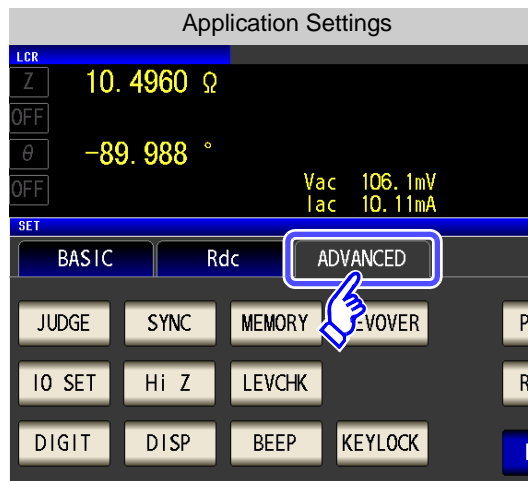 Application Settings
LCR
Z 10.4960 Ω
OFF
θ -89.988 °
OFF
Vac 106.1mV
Iac 10.11mA
SET
BASIC Rdc ADVANCED
JUDGE SYNC MEMORY EVOVER P
IO SET Hi Z LEVCHK R
DIGIT DISP BEEP KEYLOCK